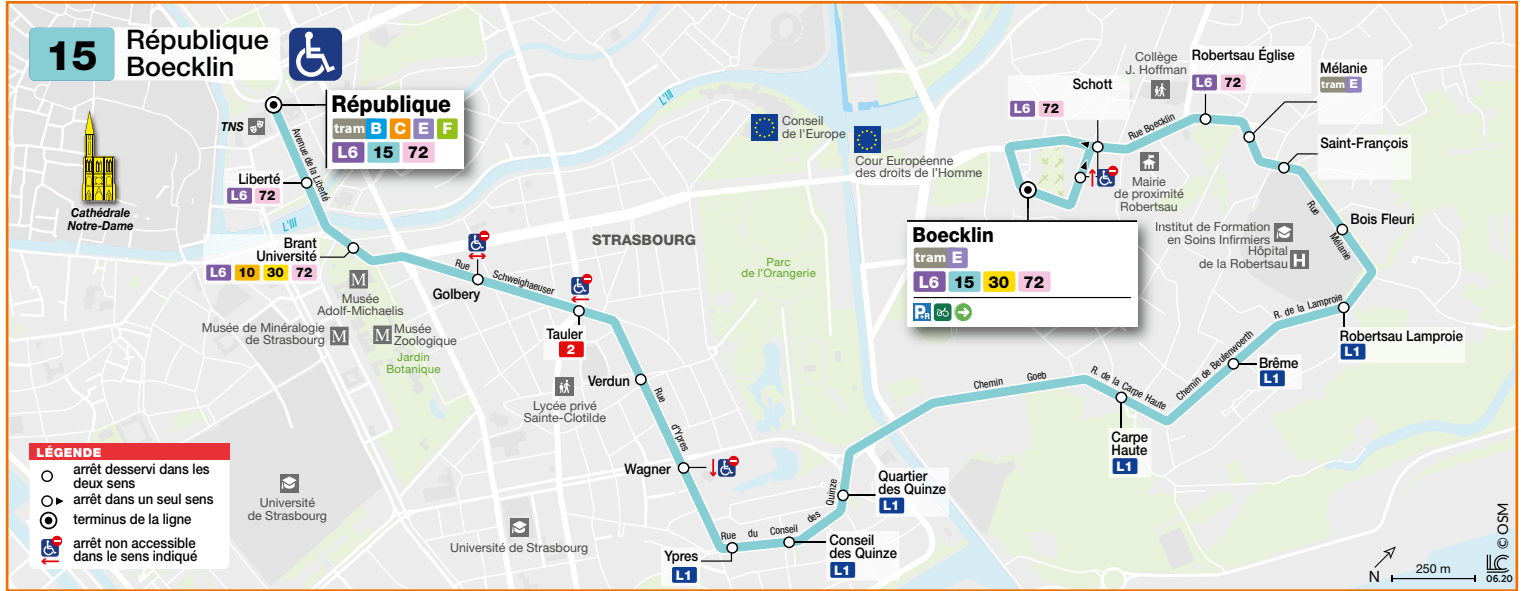 15
République
Boecklin
TNS
République
tram B C E F
L6 15 72
Avenue de la Liberté
Liberté
L6 72
Cathédrale
Notre-Dame
L'Ill
L'Ill
Brant
Université
L6 10 30 72
Musée
Adolf-Michaelis
Musée de Minéralogie
de Strasbourg
M
M
M
Musée
Zoologique
Jardin
Botanique
Rue Schweighaeuser
Golbery
STRASBOURG
Tauler
2
Lycée privé
Sainte-Clotilde
Verdun
Rue d'Ypres
Wagner
Ypres
L1
Rue du Conseil des Quinze
Conseil
des Quinze
L1
Quartier
des Quinze
L1
Université
de Strasbourg
Université de Strasbourg
Parc
de l'Orangerie
Conseil
de l'Europe
Cour Européenne
des droits de l'Homme
Boecklin
tram E
L6 15 30 72
P+R
Schott
L6 72
Collège
J. Hoffman
Rue Boecklin
Mairie
de proximité
Robertsau
Robertsau Église
L6 72
Mélanie
tram E
Saint-François
Rue Mélanie
Bois Fleuri
Institut de Formation
en Soins Infirmiers
Hôpital
de la Robertsau
H
R. de la Lamproie
Robertsau Lamproie
L1
Chemin de Beulenwoerth
Brême
L1
R. de la Carpe Haute
Carpe
Haute
L1
Chemin Goeb
LÉGENDE
arrêt desservi dans les
deux sens
arrêt dans un seul sens
terminus de la ligne
arrêt non accessible
dans le sens indiqué
N
250 m
LC
06.20
© OSM